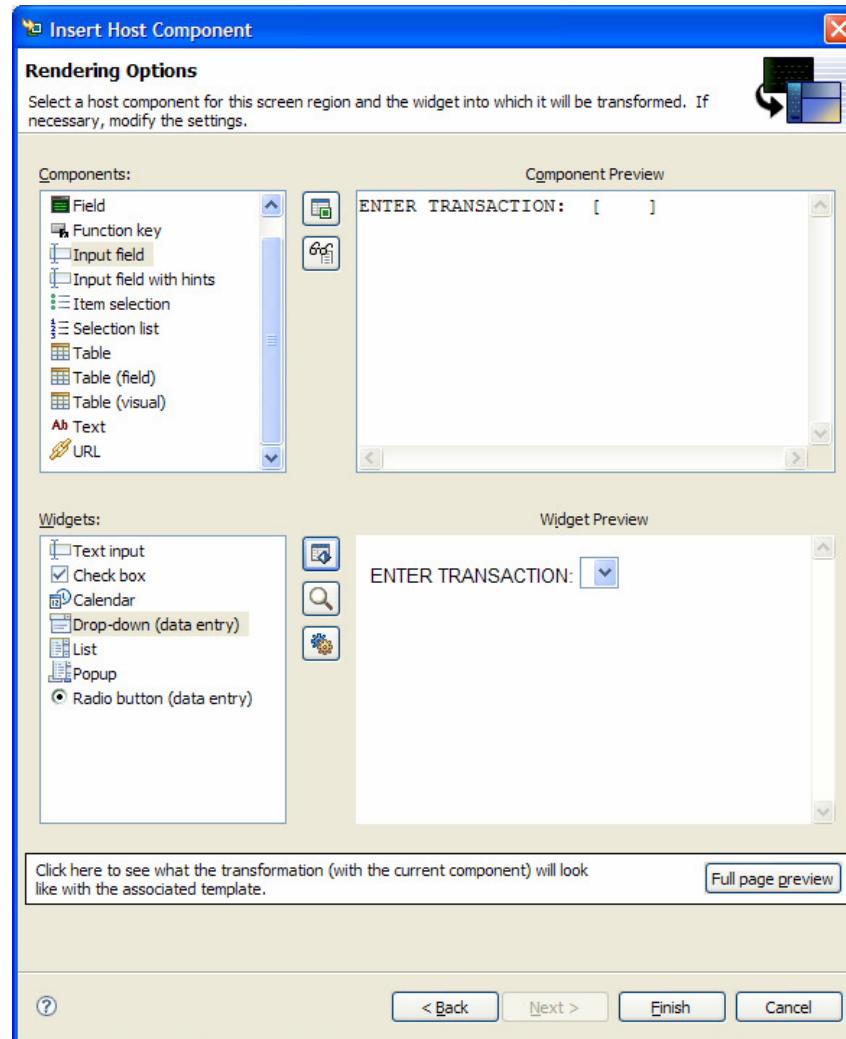 Insert Host Component
Rendering Options
Select a host component for this screen region and the widget into which it will be transformed. If
necessary, modify the settings.
Components:
Component Preview
Field
Function key
Input field
Input field with hints
Item selection
Selection list
Table
Table (field)
Table (visual)
Ab Text
URL
ENTER TRANSACTION: [ ]
Widgets:
Widget Preview
Text input
Check box
12 Calendar
Drop-down (data entry)
List
Popup
Radio button (data entry)
ENTER TRANSACTION:
Click here to see what the transformation (with the current component) will look
like with the associated template.
Full page preview
? < Back Next > Finish Cancel